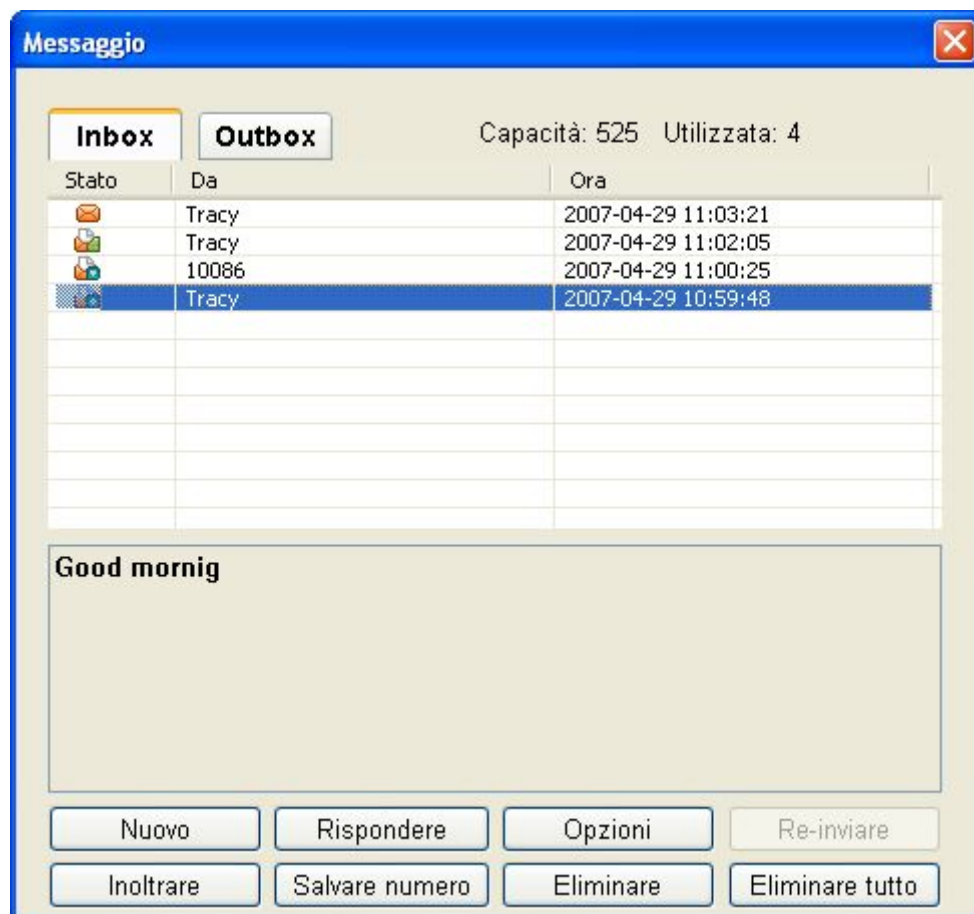 Messaggio
Inbox Outbox Capacità: 525 Utilizzata: 4
Stato Da Ora
Tracy 2007-04-29 11:03:21
Tracy 2007-04-29 11:02:05
10086 2007-04-29 11:00:25
Tracy 2007-04-29 10:59:48
Good mornig
Nuovo Rispondere Opzioni Re-inviare
Inoltrare Salvare numero Eliminare Eliminare tutto